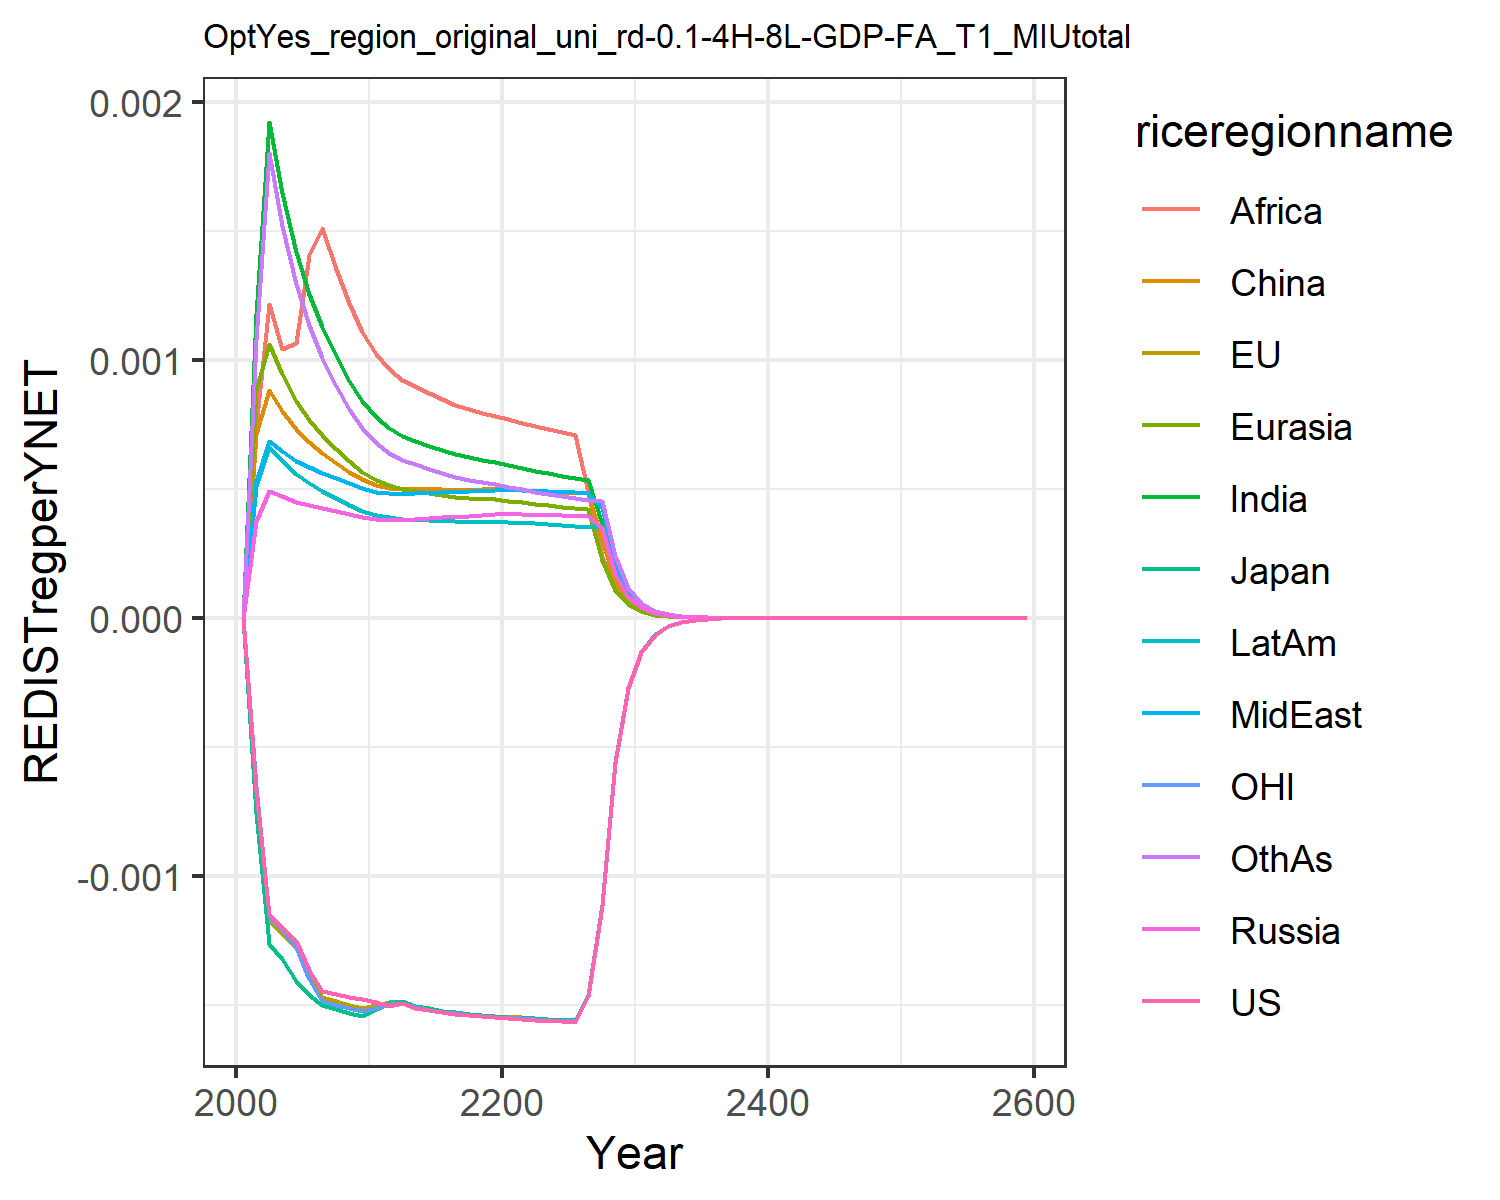 OptYes_region_original_uni_rd-0.1-4H-8L-GDP-FA_T1_MIUtotal
REDISTregperYNET
0.002
0.001
0.000
-0.001
2000
2200
2400
2600
Year
riceregionname
Africa
China
EU
Eurasia
India
Japan
LatAm
MidEast
OHI
OthAs
Russia
US